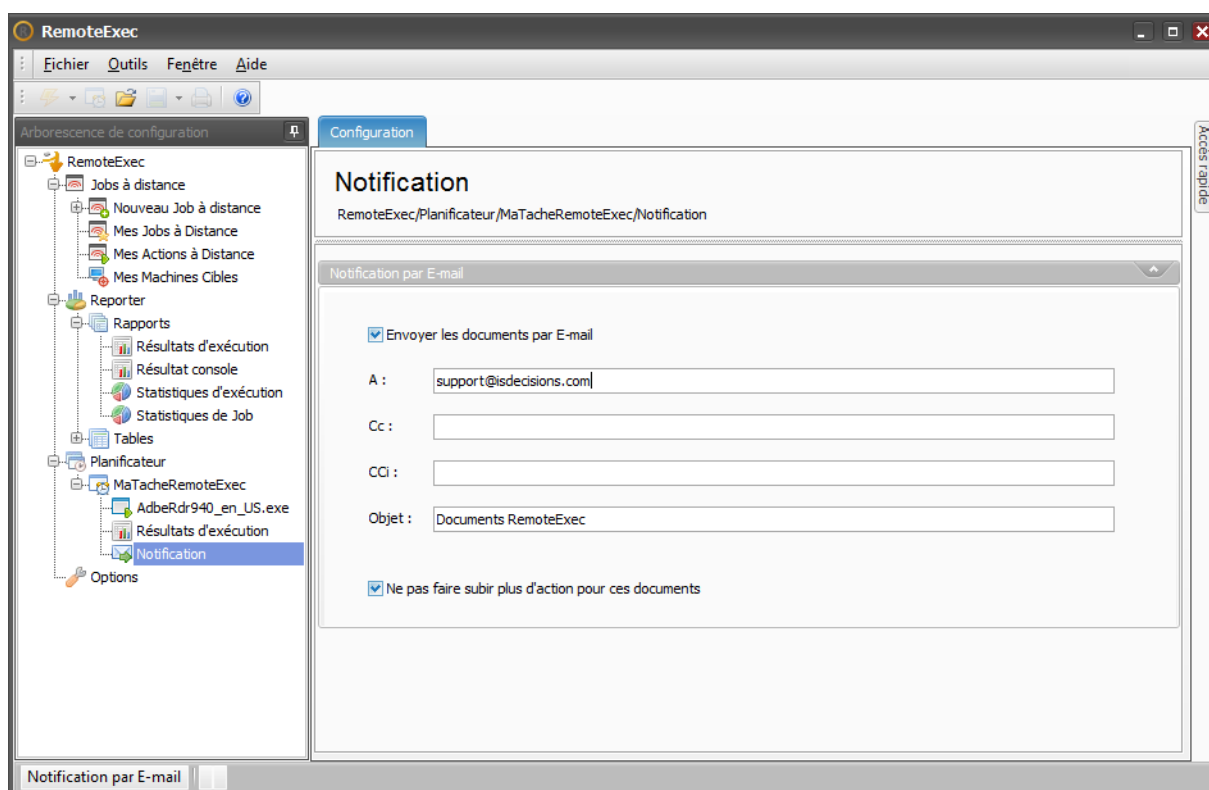 RemoteExec
Fichier Outils Fenêtre Aide
Arborescence de configuration
RemoteExec
Jobs à distance
Nouveau Job à distance
Mes Jobs à Distance
Mes Actions à Distance
Mes Machines Cibles
Reporter
Rapports
Résultats d'exécution
Résultat console
Statistiques d'exécution
Statistiques de Job
Tables
Planificateur
MaTacheRemoteExec
AdbeRdr940_en_US.exe
Résultats d'exécution
Notification
Options
Configuration
Notification
RemoteExec/Planificateur/MaTacheRemoteExec/Notification
Notification par E-mail
Envoyer les documents par E-mail
A : support@isdecisions.com
Cc :
CCi :
Objet : Documents RemoteExec
Ne pas faire subir plus d'action pour ces documents
Accès rapide
Notification par E-mail